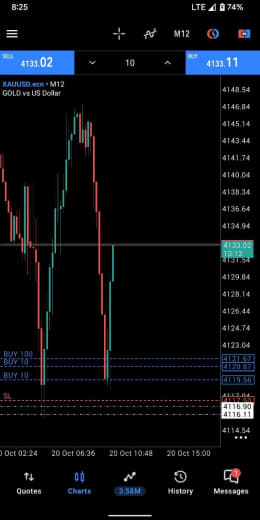 8:25 LTE 74%
M12
SELL 4133.02 10 BUY 4133.11
XAUUSD.ecn • M12
GOLD vs US Dollar
4148.54
4146.84
4145.14
4143.44
4141.74
4140.04
4138.34
4136.64
4134.94
4133.02
10:13
4131.54
4129.84
4128.14
4126.44
4124.74
4123.04
BUY 100 4121.67
BUY 10 4120.87
BUY 10 4119.56
SL
4116.90
4116.11
4114.54
20 Oct 06:36 20 Oct 10:48 20 Oct 15:00
Quotes Charts 3.58M History Messages